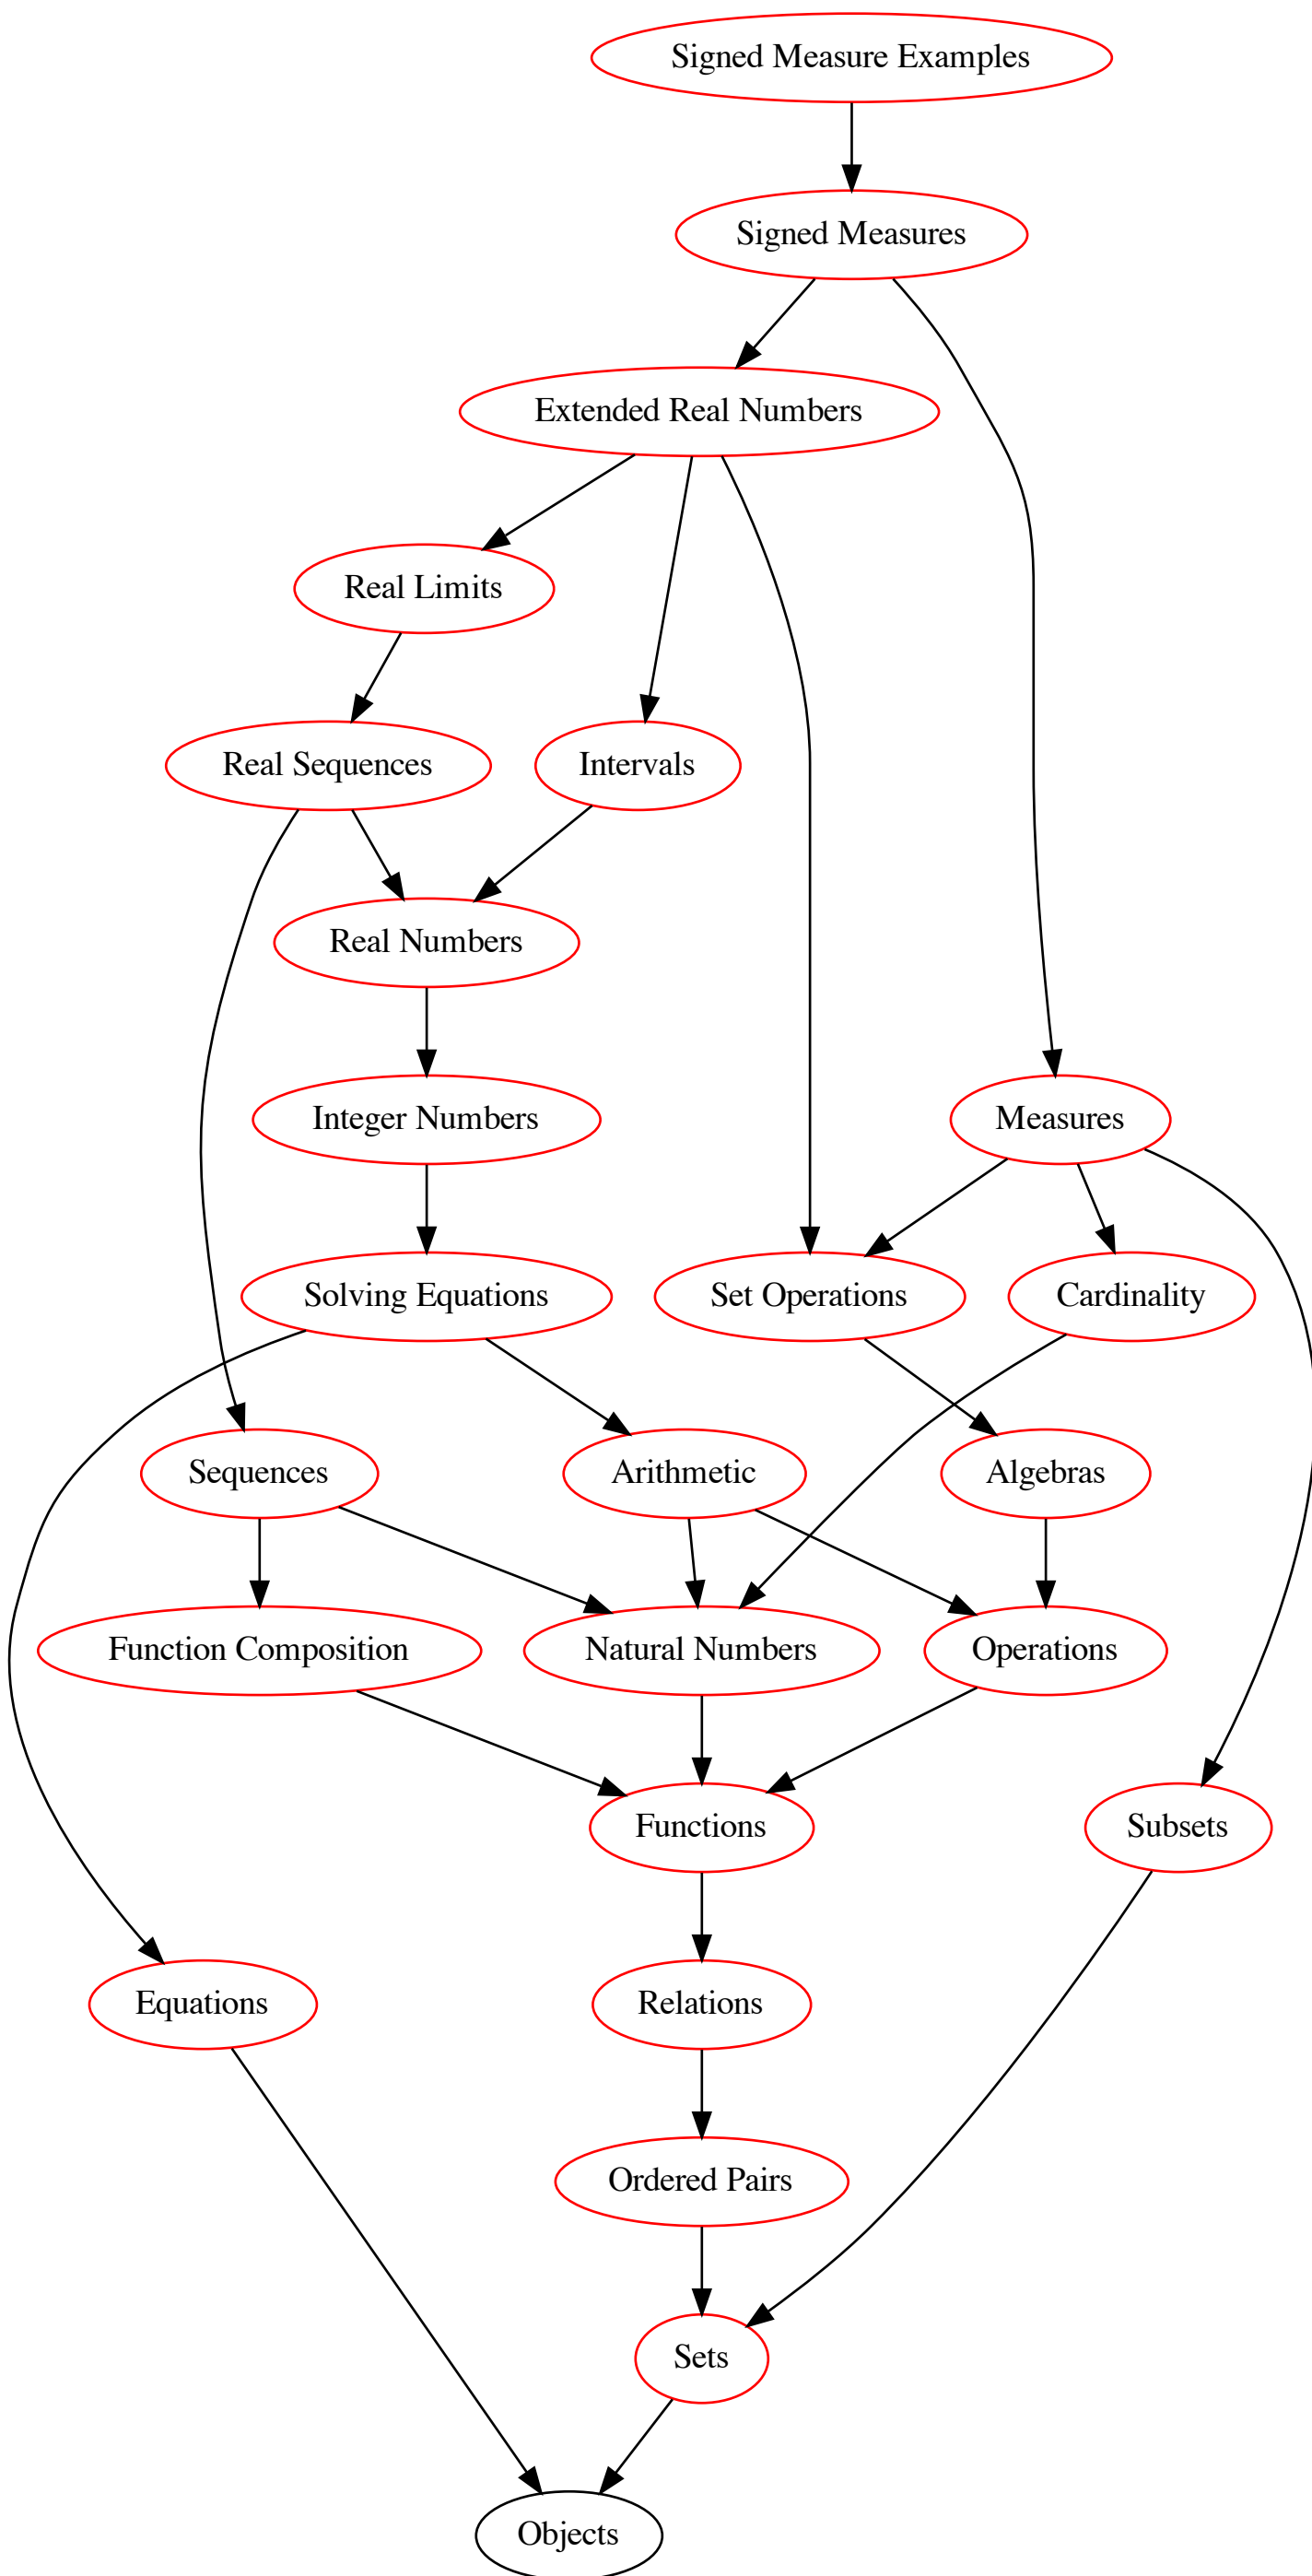 Signed Measure Examples
Signed Measures
Extended Real Numbers
Real Limits
Real Sequences
Intervals
Real Numbers
Integer Numbers
Measures
Solving Equations
Set Operations
Cardinality
Sequences
Arithmetic
Algebras
Function Composition
Natural Numbers
Operations
Functions
Subsets
Equations
Relations
Ordered Pairs
Sets
Objects